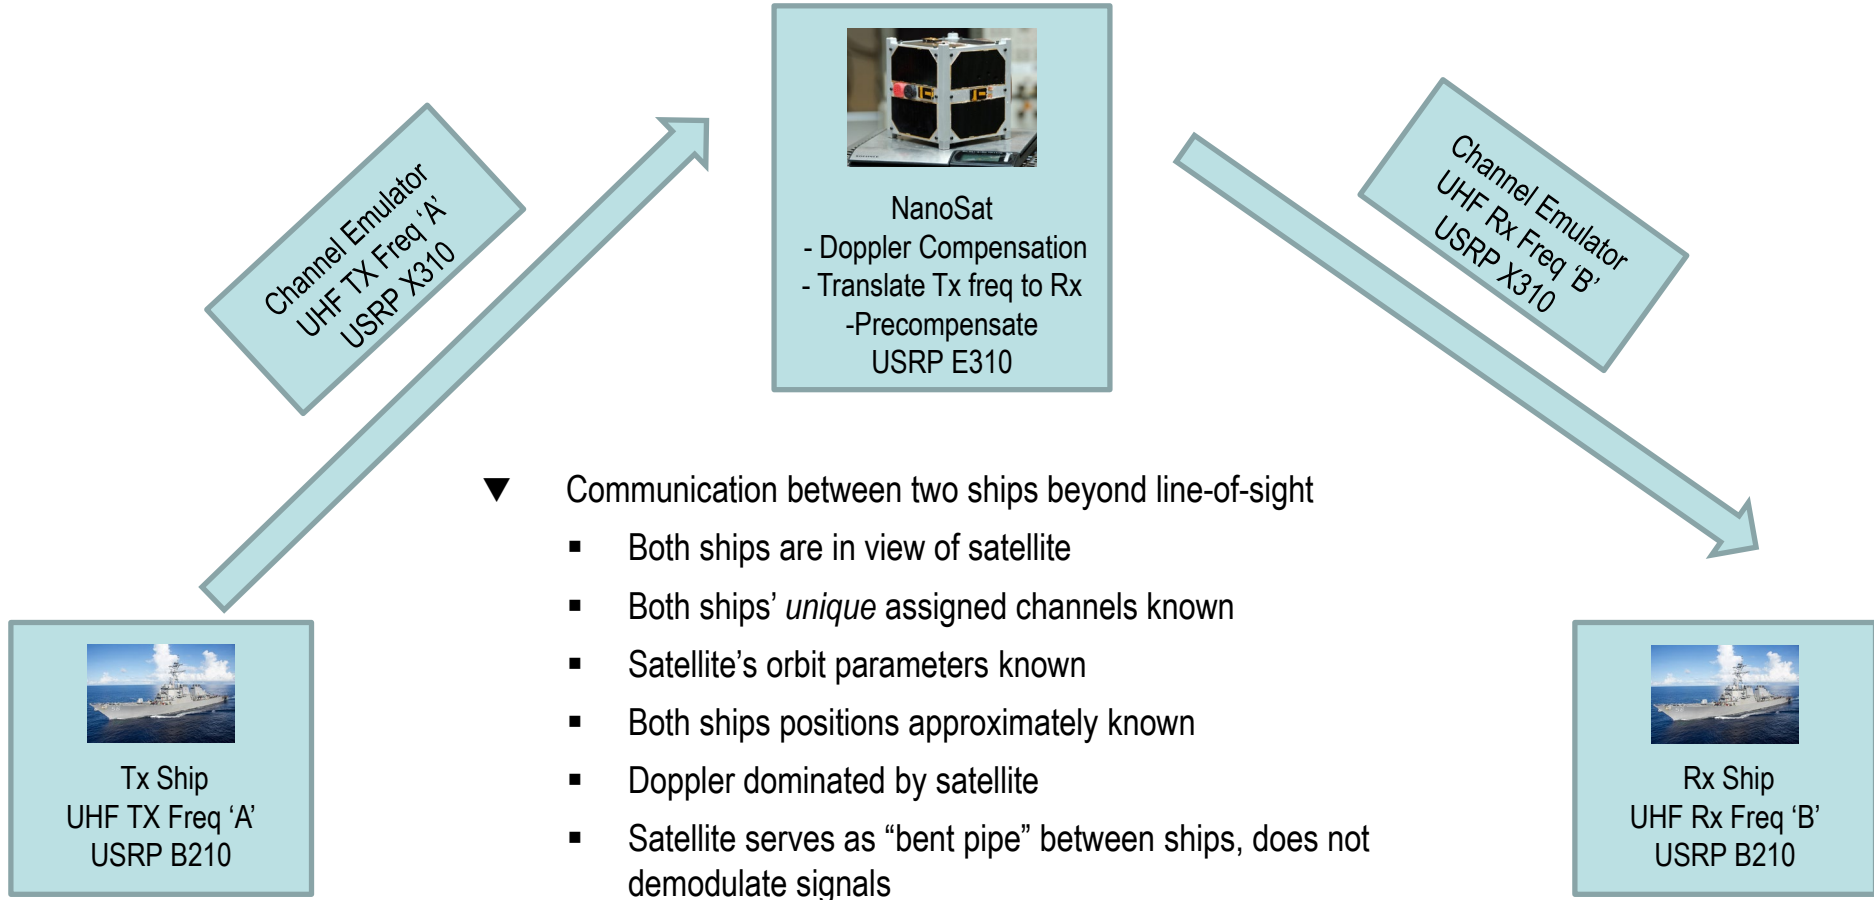 Channel Emulator
UHF TX Freq ‘A’
USRP X310
NanoSat
- Doppler Compensation
- Translate Tx freq to Rx
-Precompensate
USRP E310
Channel Emulator
UHF Rx Freq ‘B’
USRP X310
▼ Communication between two ships beyond line-of-sight
▪ Both ships are in view of satellite
▪ Both ships’ unique assigned channels known
▪ Satellite’s orbit parameters known
▪ Both ships positions approximately known
▪ Doppler dominated by satellite
▪ Satellite serves as “bent pipe” between ships, does not
demodulate signals
Tx Ship
UHF TX Freq ‘A’
USRP B210
Rx Ship
UHF Rx Freq ‘B’
USRP B210